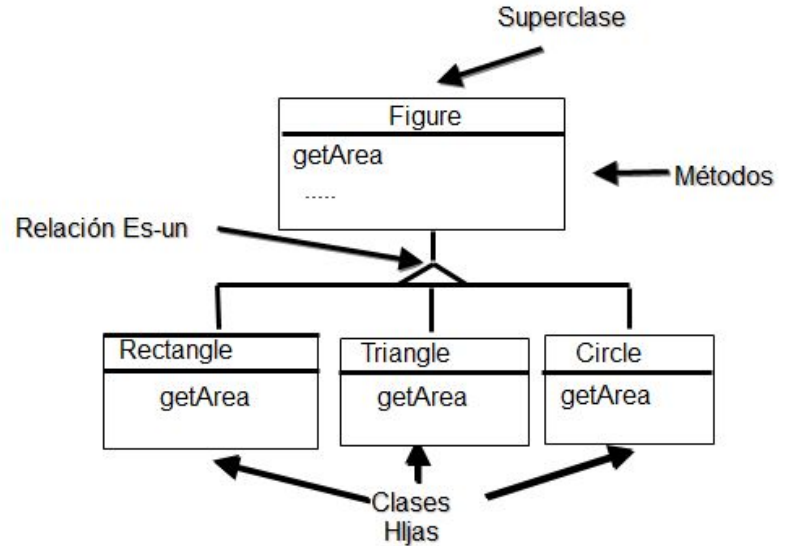 Superclase
Figure
getArea
.....
Métodos
Relación Es-un
Rectangle
getArea
Triangle
getArea
Circle
getArea
Clases
HIjas